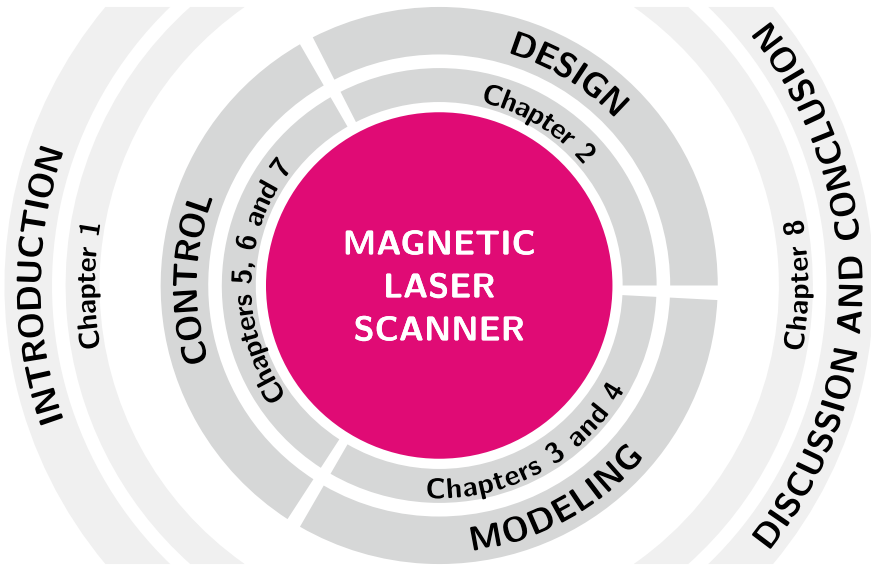 INTRODUCTION
Chapter 1
CONTROL
Chapters 5, 6 and 7
MAGNETIC
LASER
SCANNER
DESIGN
Chapter 2
MODELING
Chapters 3 and 4
Chapter 8
DISCUSSION AND CONCLUSION